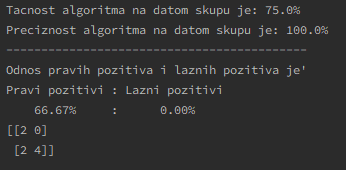 Tacnost algoritma na datom skupu je: 75.0%
Preciznost algoritma na datom skupu je: 100.0%
-------------------------------------------
Odnos pravih pozitiva i laznih pozitiva je'
Pravi pozitivi : Lazni pozitivi
66.67% : 0.00%
[[2 0]
[2 4]]